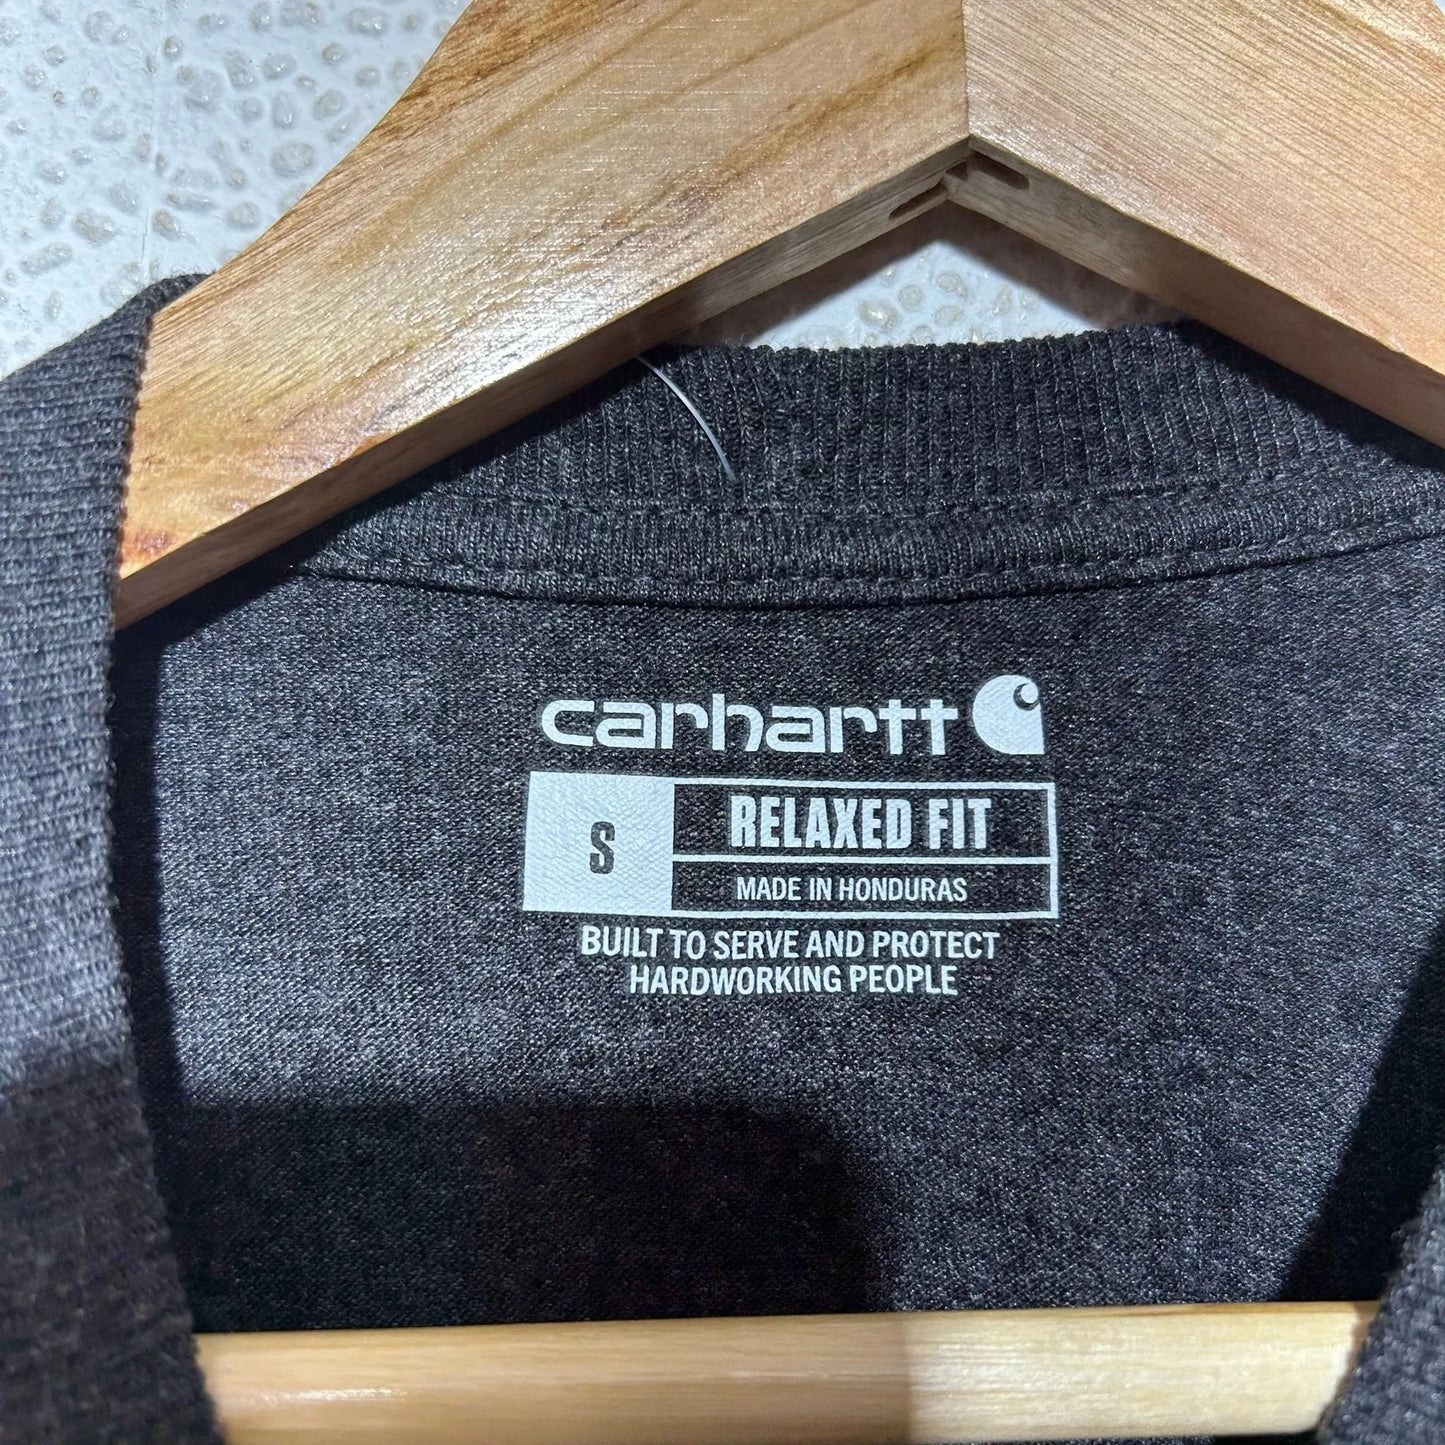 carhartt
S
RELAXED FIT
MADE IN HONDURAS
BUILT TO SERVE AND PROTECT
HARDWORKING PEOPLE